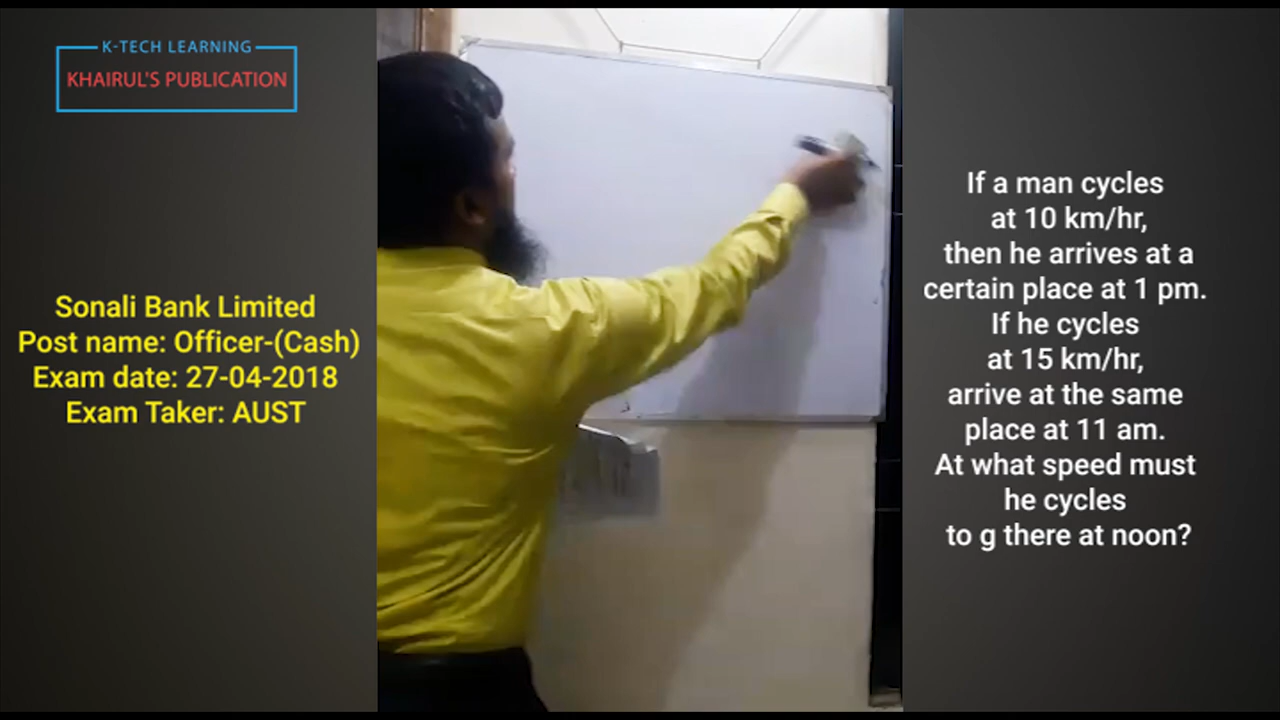 K-TECH LEARNING
KHAIRUL'S PUBLICATION
Sonali Bank Limited
Post name: Officer-(Cash)
Exam date: 27-04-2018
Exam Taker: AUST
If a man cycles
at 10 km/hr,
then he arrives at a
certain place at 1 pm.
If he cycles
at 15 km/hr,
arrive at the same
place at 11 am.
At what speed must
he cycles
to g there at noon?